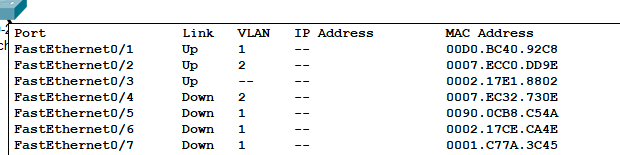 Port Link VLAN IP Address MAC Address
FastEthernet0/1 Up 1 -- 00D0.BC40.92C8
FastEthernet0/2 Up 2 -- 0007.ECC0.DD9E
FastEthernet0/3 Up -- -- 0002.17E1.8802
FastEthernet0/4 Down 2 -- 0007.EC32.730E
FastEthernet0/5 Down 1 -- 0090.0CB8.C54A
FastEthernet0/6 Down 1 -- 0002.17CE.CA4E
FastEthernet0/7 Down 1 -- 0001.C77A.3C45